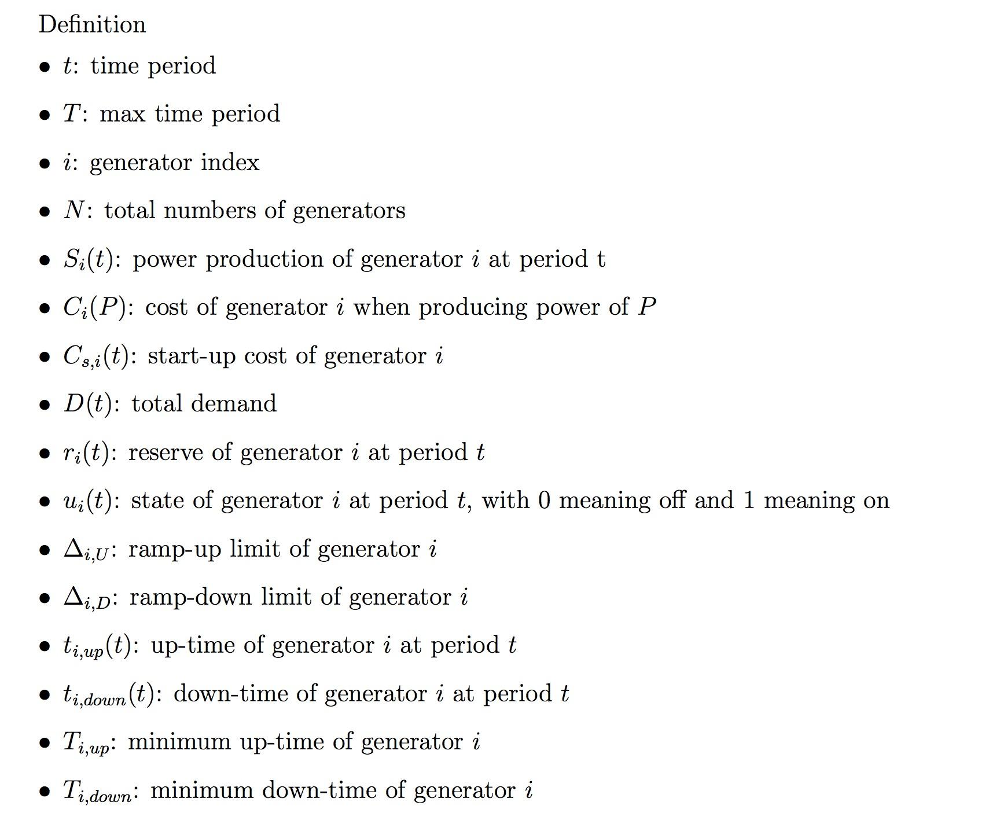 Definition
• t: time period
• T: max time period
• i: generator index
• N: total numbers of generators
• S_i(t): power production of generator i at period t
• C_i(P): cost of generator i when producing power of P
• C_{s,i}(t): start-up cost of generator i
• D(t): total demand
• r_i(t): reserve of generator i at period t
• u_i(t): state of generator i at period t, with 0 meaning off and 1 meaning on
• Δ_{i,U}: ramp-up limit of generator i
• Δ_{i,D}: ramp-down limit of generator i
• t_{i,up}(t): up-time of generator i at period t
• t_{i,down}(t): down-time of generator i at period t
• T_{i,up}: minimum up-time of generator i
• T_{i,down}: minimum down-time of generator i